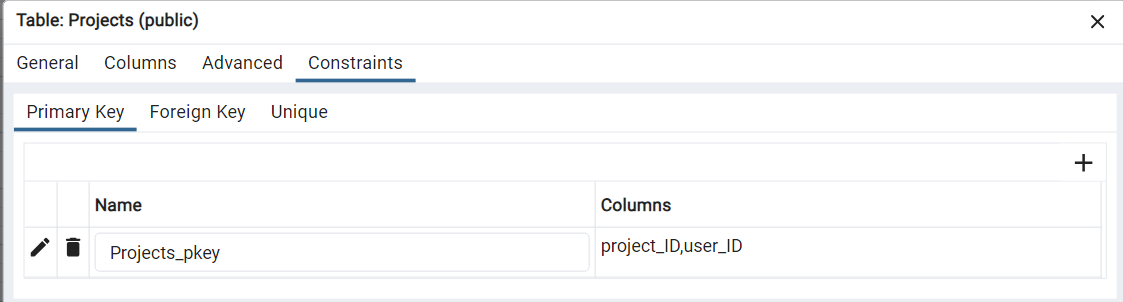 Table: Projects (public)
General Columns Advanced Constraints
Primary Key Foreign Key Unique
Name Columns
Projects_pkey project_ID,user_ID